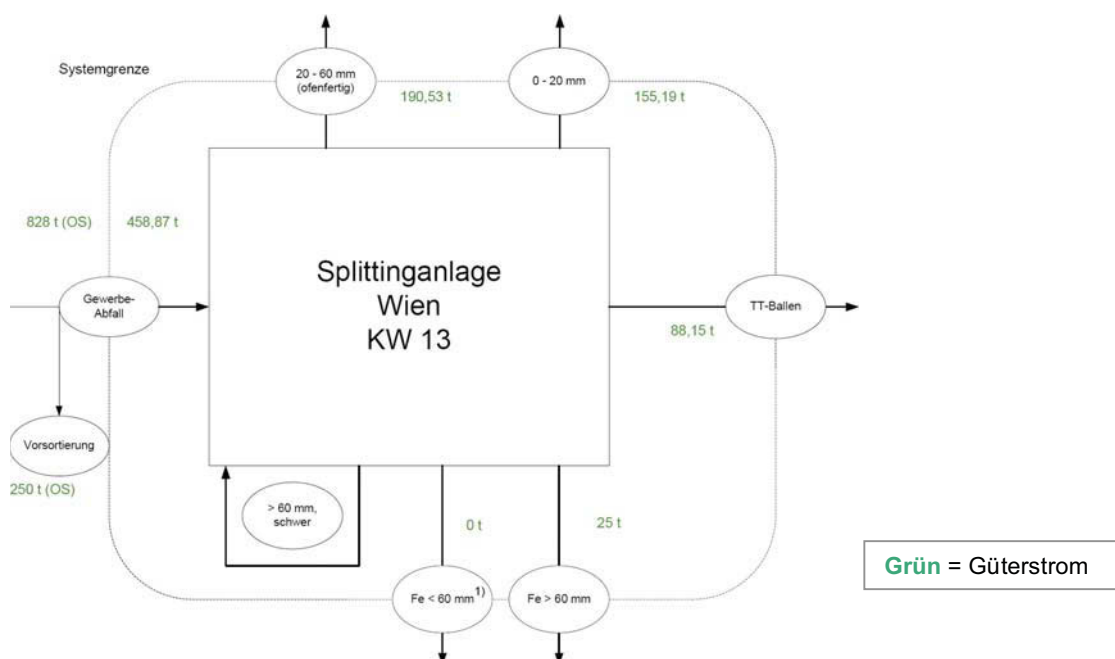 Systemgrenze
20 - 60 mm
(ofenfertig)
190,53 t
0 - 20 mm
155,19 t
828 t (OS)
458,87 t
Gewerbe-
Abfall
Splittinganlage
Wien
KW 13
TT-Ballen
88,15 t
Vorsortierung
250 t (OS)
> 60 mm,
schwer
0 t
25 t
Fe < 60 mm 1)
Fe > 60 mm
Grün = Güterstrom